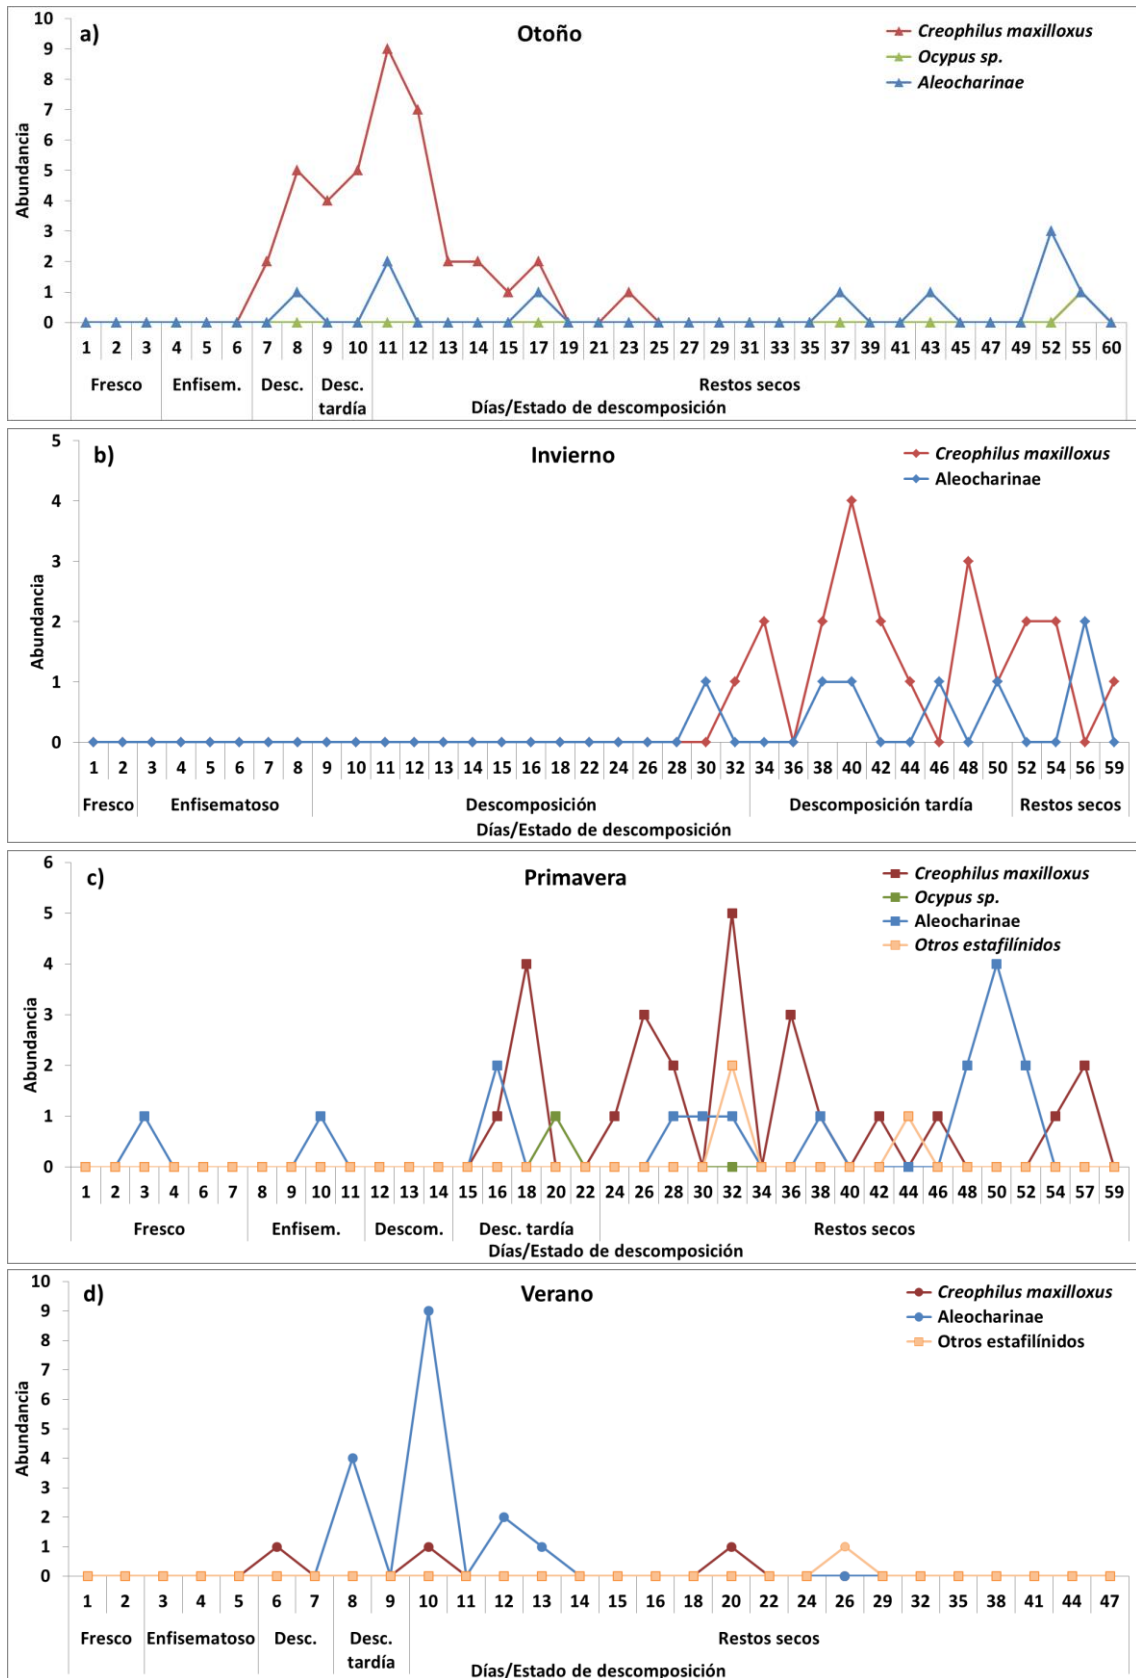 a)
Otoño
Creophilus maxilloxus
Ocypus sp.
Aleocharinae
Abundancia
10
9
8
7
6
5
4
3
2
1
0
1 2 3 4 5 6 7 8 9 10 11 12 13 14 15 17 19 21 23 25 27 29 31 33 35 37 39 41 43 45 47 49 52 55 60
Fresco Enfisem. Desc. Desc. tardía Restos secos
Días/Estado de descomposición
b)
Invierno
Creophilus maxilloxus
Aleocharinae
Abundancia
5
4
3
2
1
0
1 2 3 4 5 6 7 8 9 10 11 12 14 16 18 22 24 26 28 30 32 34 36 38 40 42 44 46 48 50 52 54 56 59
Fresco Enfisematoso Descomposición Descomposición tardía Restos secos
Días/Estado de descomposición
c)
Primavera
Creophilus maxilloxus
Ocypus sp.
Aleocharinae
Otros estafilínidos
Abundancia
6
5
4
3
2
1
0
1 2 3 4 6 7 8 9 10 11 12 13 14 15 16 18 20 22 24 26 28 30 32 34 36 38 40 42 44 46 48 50 52 54 57 59
Fresco Enfisem. Descom. Desc. tardía Restos secos
Días/Estado de descomposición
d)
Verano
Creophilus maxilloxus
Aleocharinae
Otros estafilínidos
Abundancia
10
9
8
7
6
5
4
3
2
1
0
1 2 3 4 5 6 7 8 9 10 11 12 13 14 15 16 18 20 22 24 26 29 32 35 38 41 44 47
Fresco Enfisematoso Desc. Desc. tardía Restos secos
Días/Estado de descomposición